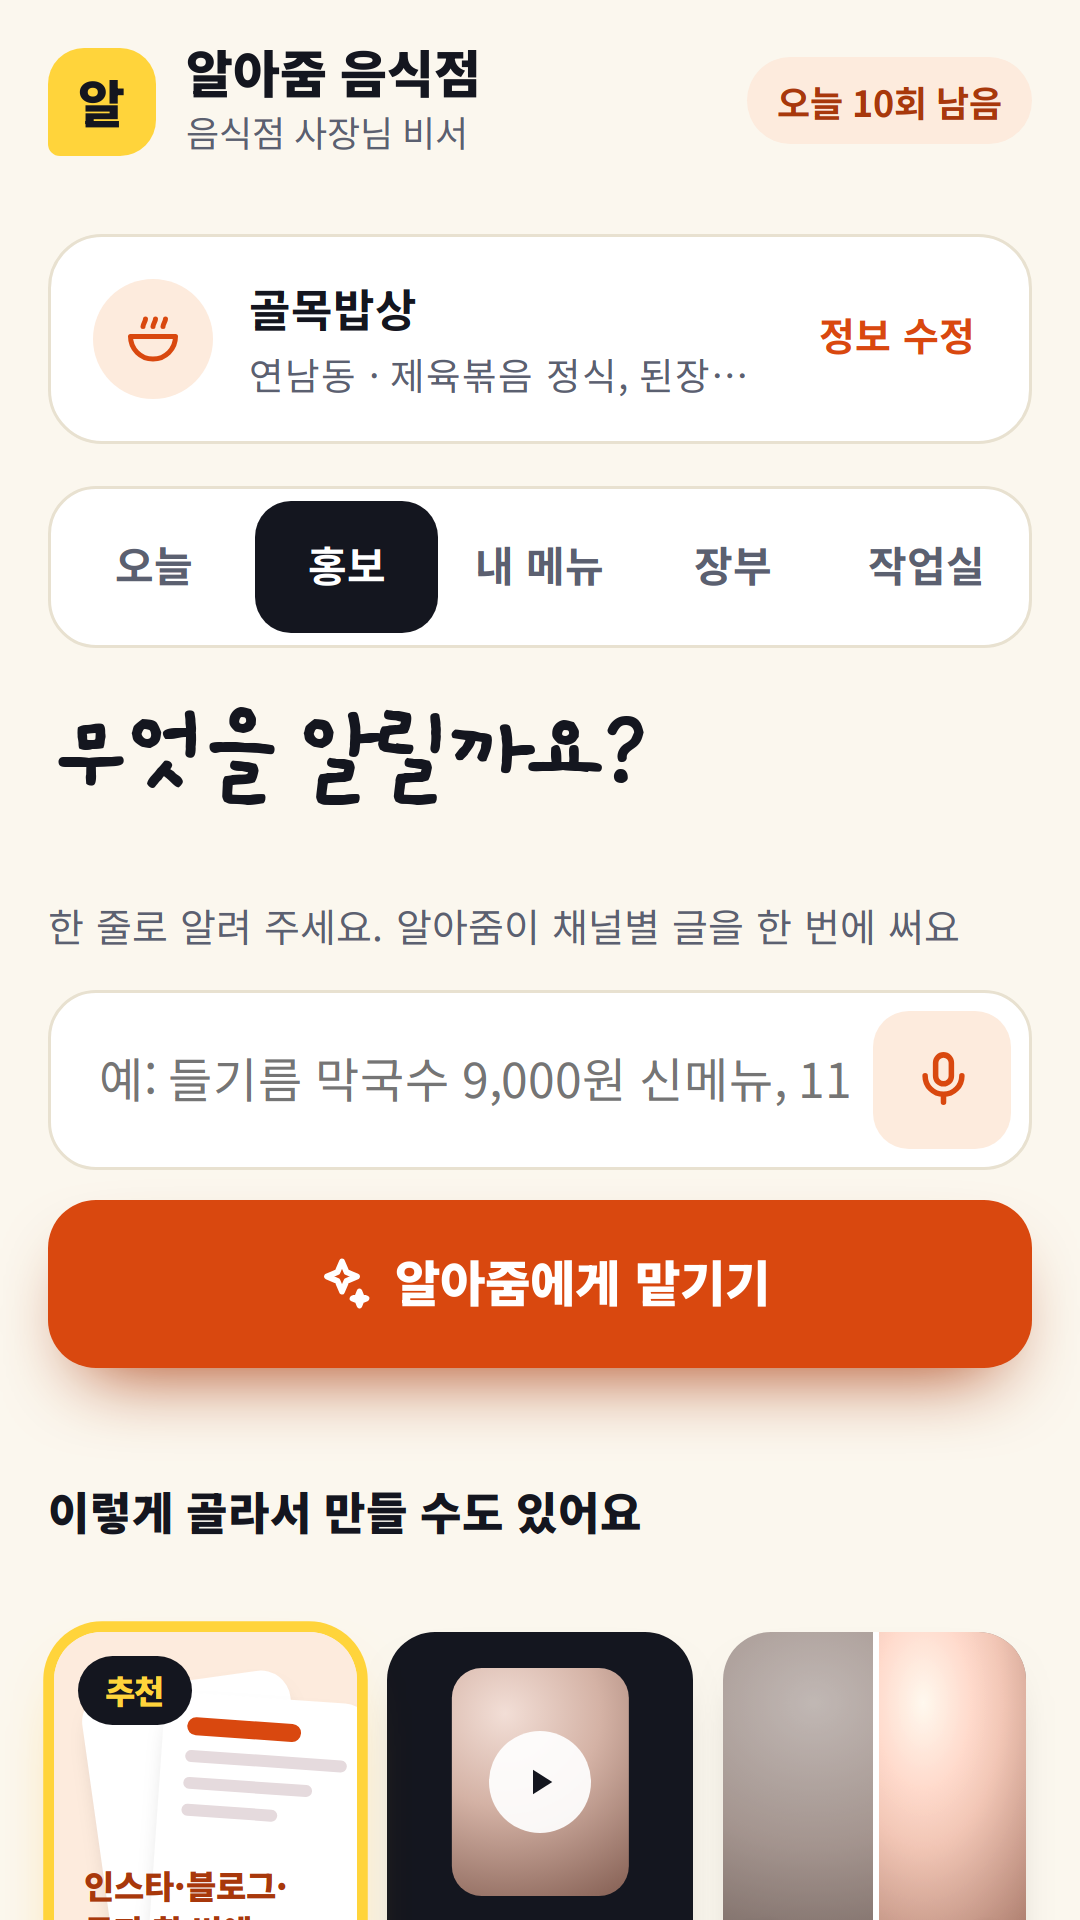 알
알아줌 음식점
음식점 사장님 비서
오늘 10회 남음
골목밥상
연남동 · 제육볶음 정식, 된장…
정보 수정
오늘
홍보
내 메뉴
장부
작업실
무엇을 알릴까요?
한 줄로 알려 주세요. 알아줌이 채널별 글을 한 번에 써요
예: 들기름 막국수 9,000원 신메뉴, 11
알아줌에게 맡기기
이렇게 골라서 만들 수도 있어요
추천
인스타·블로그·